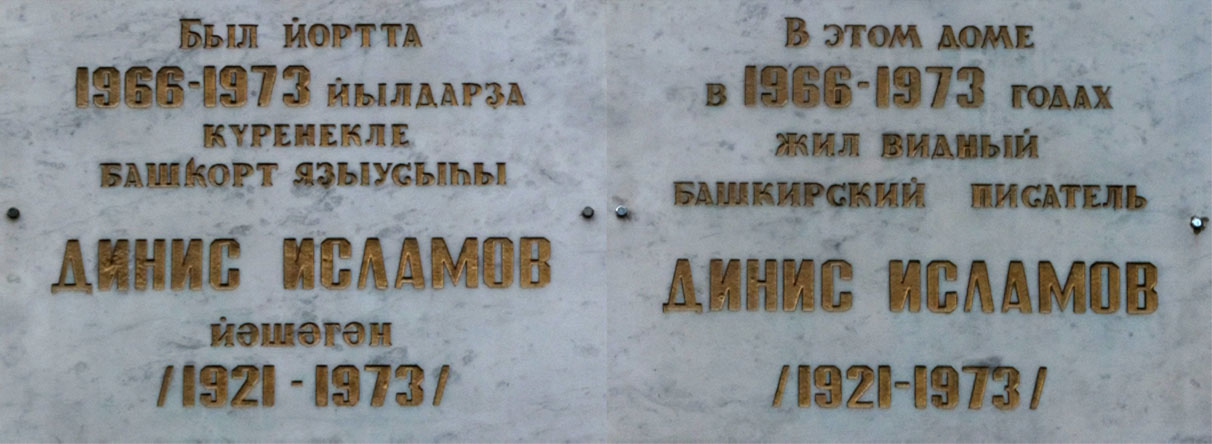 Был йортта
1966-1973 йылдарҙа
күренекле
башҡорт яҙыусыһы
ДИНИС ИСЛАМОВ
йәшәгән
/1921-1973/
В этом доме
в 1966-1973 годах
жил видный
башкирский писатель
ДИНИС ИСЛАМОВ
/1921-1973/